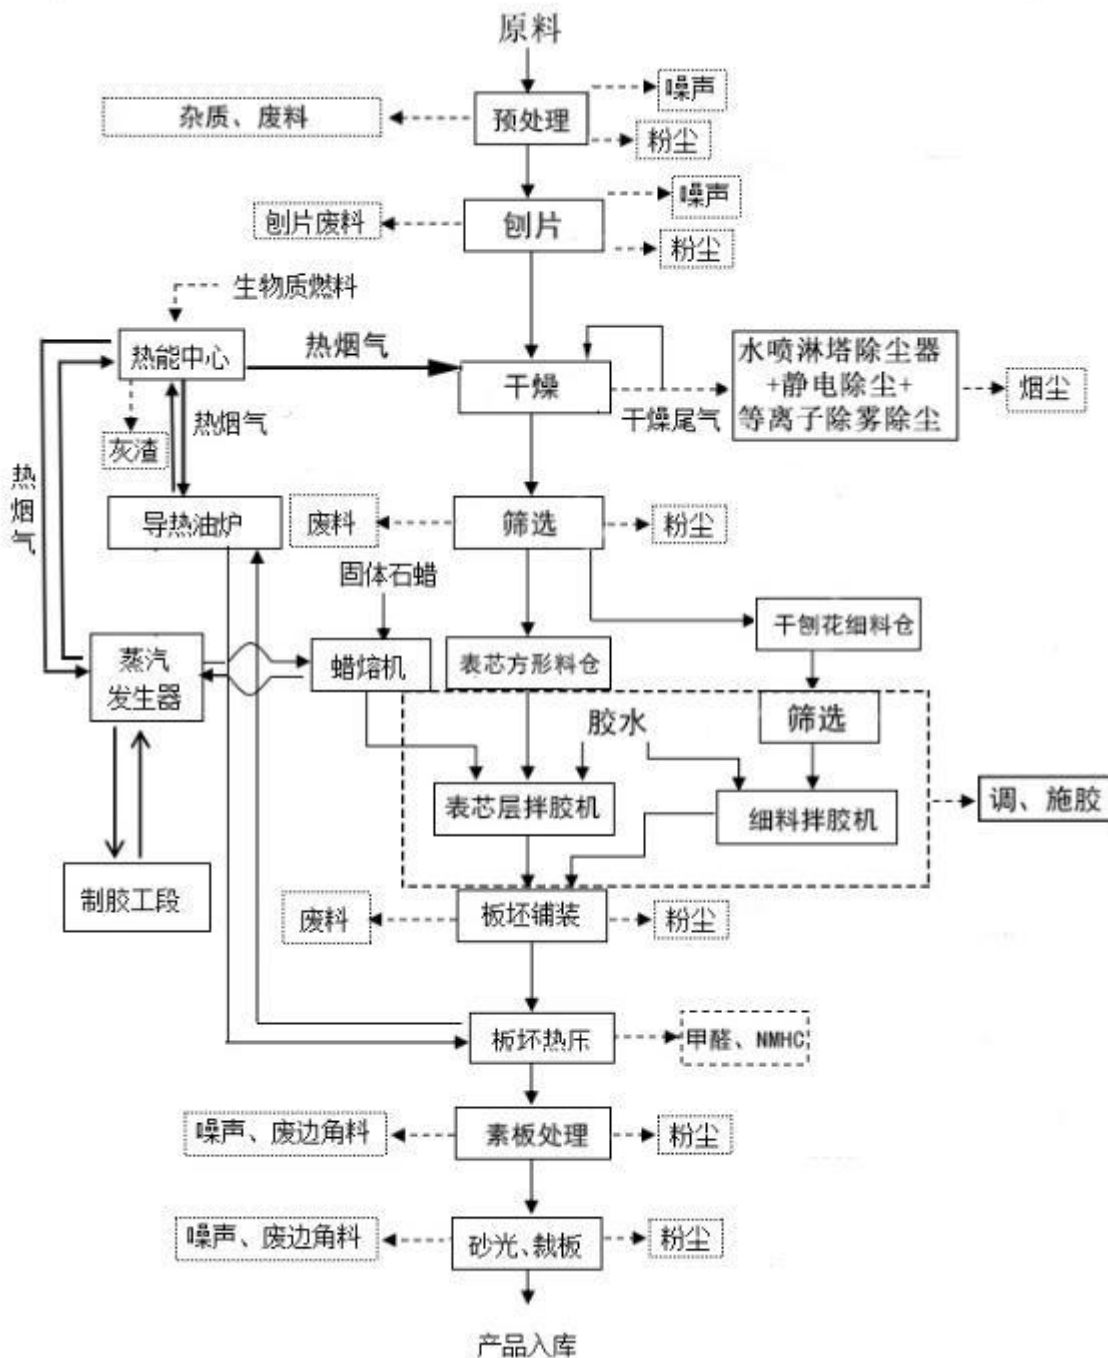 原料
噪声
杂质、废料
预处理
粉尘
噪声
刨片废料
刨片
粉尘
生物质燃料
热能中心
热烟气
干燥
水喷淋塔除尘器
+静电除尘+
等离子除雾除尘
烟尘
干燥尾气
灰渣
热烟气
热烟气
导热油炉
废料
筛选
粉尘
固体石蜡
干刨花细料仓
蒸汽
发生器
蜡熔机
表芯方形料仓
胶水
筛选
表芯层拌胶机
细料拌胶机
调、施胶
制胶工段
废料
板坯铺装
粉尘
板坯热压
甲醛、NMHC
噪声、废边角料
素板处理
粉尘
噪声、废边角料
砂光、裁板
粉尘
产品入库